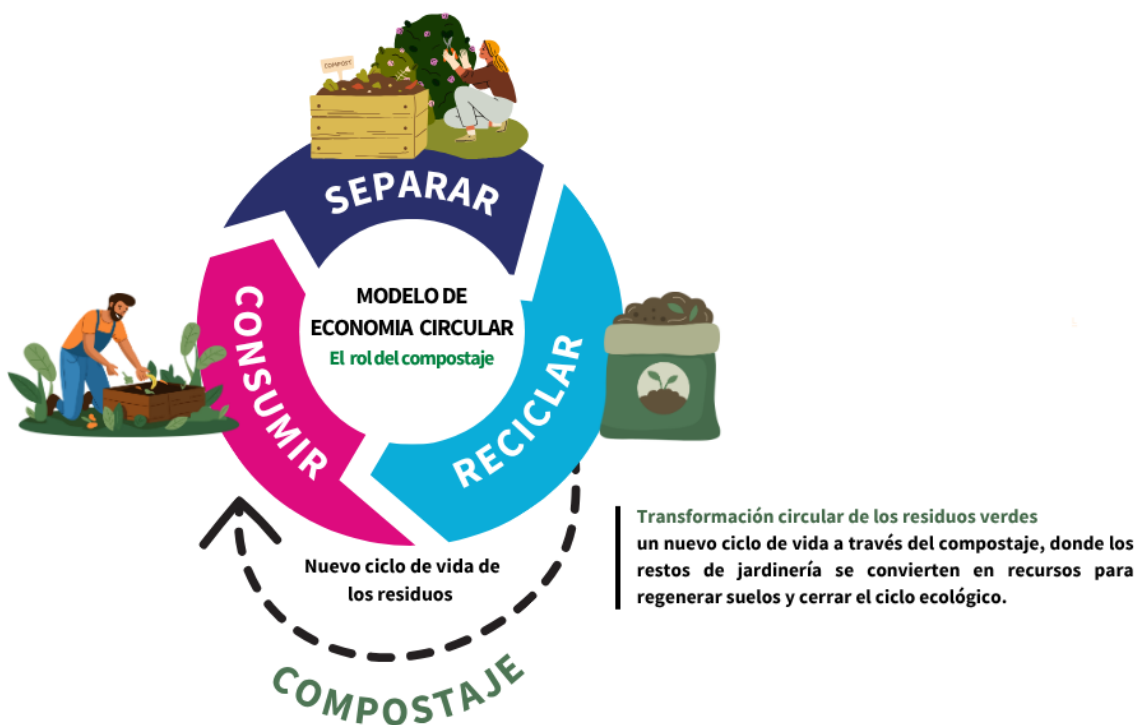 COMPOST
SEPARAR
CONSUMIR
RECICLAR
MODELO DE
ECONOMIA CIRCULAR
El rol del compostaje
Nuevo ciclo de vida de
los residuos
COMPOSTAJE
Transformación circular de los residuos verdes
un nuevo ciclo de vida a través del compostaje, donde los
restos de jardinería se convierten en recursos para
regenerar suelos y cerrar el ciclo ecológico.